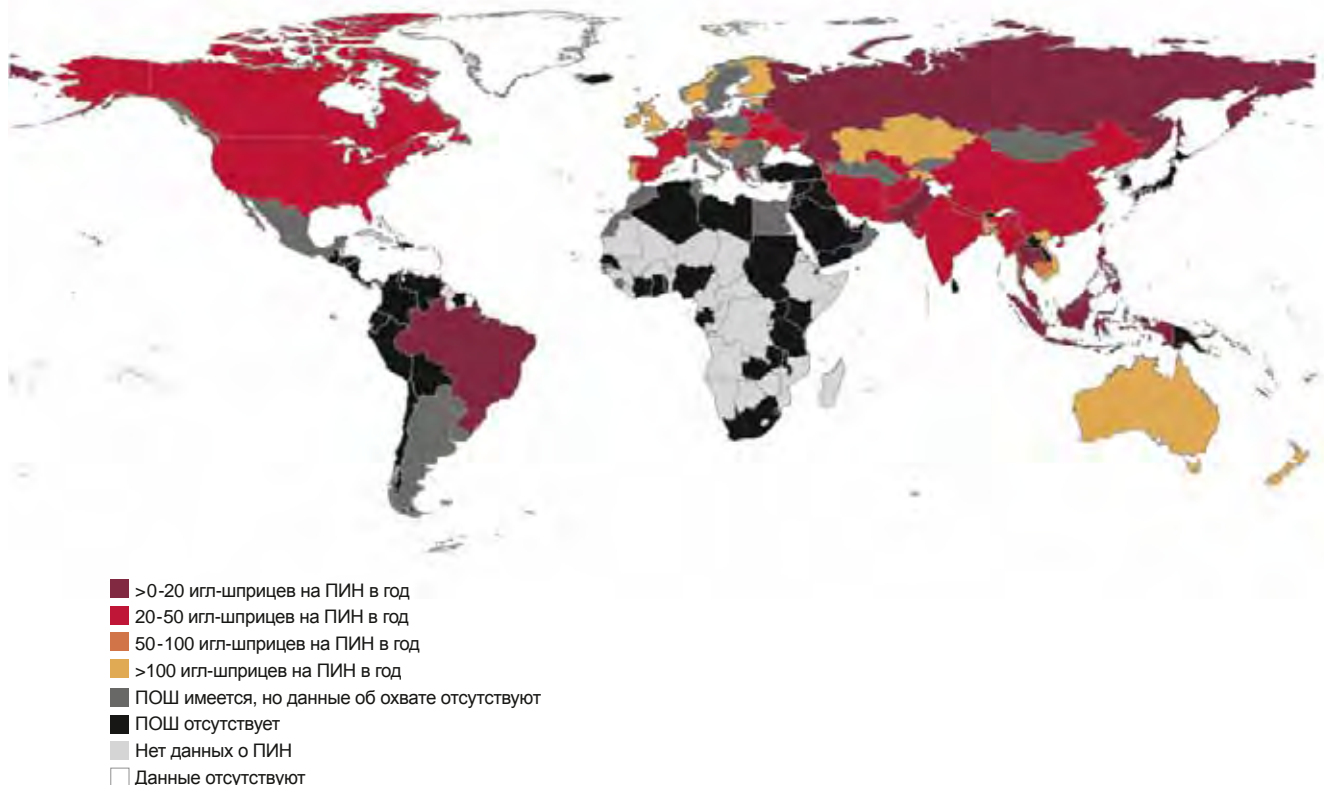 >0-20 игл-шприцев на ПИН в год
20-50 игл-шприцев на ПИН в год
50-100 игл-шприцев на ПИН в год
>100 игл-шприцев на ПИН в год
ПОШ имеется, но данные об охвате отсутствуют
ПОШ отсутствует
Нет данных о ПИН
Данные отсутствуют